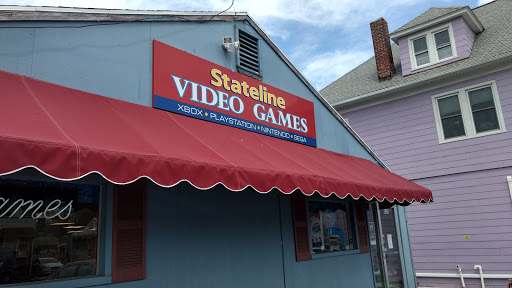 Stateline
VIDEO GAMES
XBOX • PLAYSTATION • NINTENDO • SEGA
ames